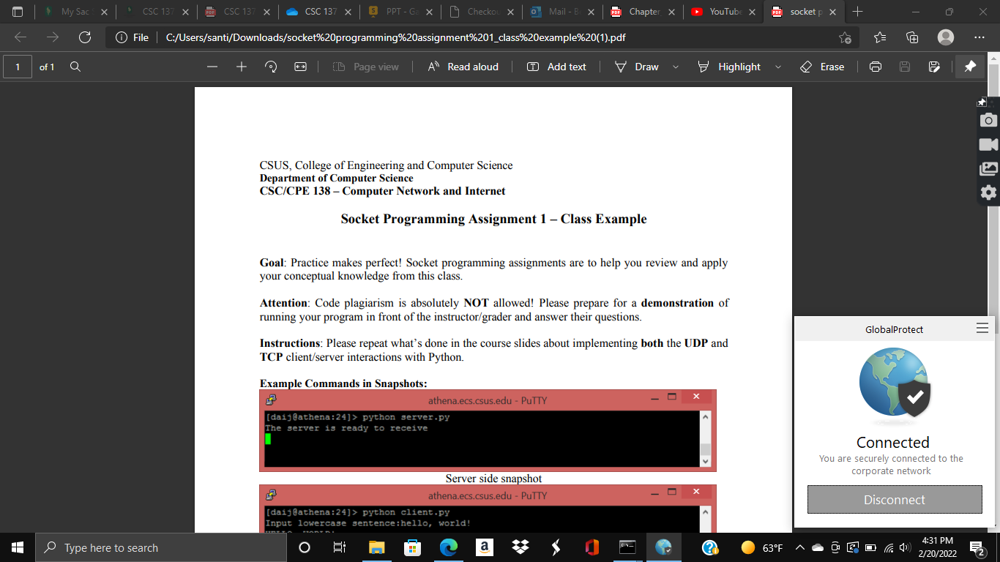 My Sac
CSC 137
CSC 137
CSC 137
PPT - Ga
Checkou
Mail - B
Chapter
YouTube
socket p
File
C:/Users/santi/Downloads/socket%20programming%20assignment%201_class%20example%20(1).pdf
1 of 1
Page view
Read aloud
Add text
Draw
Highlight
Erase
CSUS, College of Engineering and Computer Science
Department of Computer Science
CSC/CPE 138 – Computer Network and Internet
Socket Programming Assignment 1 – Class Example
Goal: Practice makes perfect! Socket programming assignments are to help you review and apply
your conceptual knowledge from this class.
Attention: Code plagiarism is absolutely NOT allowed! Please prepare for a demonstration of
running your program in front of the instructor/grader and answer their questions.
Instructions: Please repeat what's done in the course slides about implementing both the UDP and
TCP client/server interactions with Python.
Example Commands in Snapshots:
athena.ecs.csus.edu - PuTTY
[daij@athena:24]> python server.py
The server is ready to receive
Server side snapshot
athena.ecs.csus.edu - PuTTY
[daij@athena:24]> python client.py
Input lowercase sentence:hello, world!
GlobalProtect
Connected
You are securely connected to the
corporate network
Disconnect
Type here to search
63°F
4:31 PM
2/20/2022
2